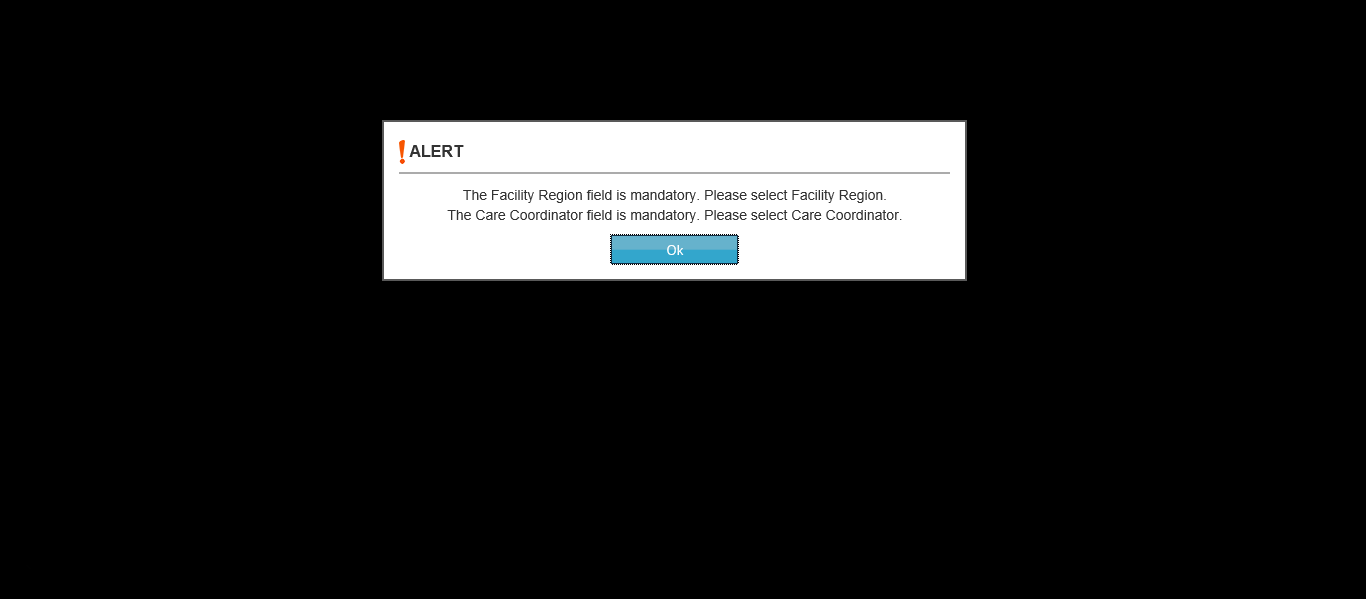 ALERT
The Facility Region field is mandatory. Please select Facility Region.
The Care Coordinator field is mandatory. Please select Care Coordinator.
Ok